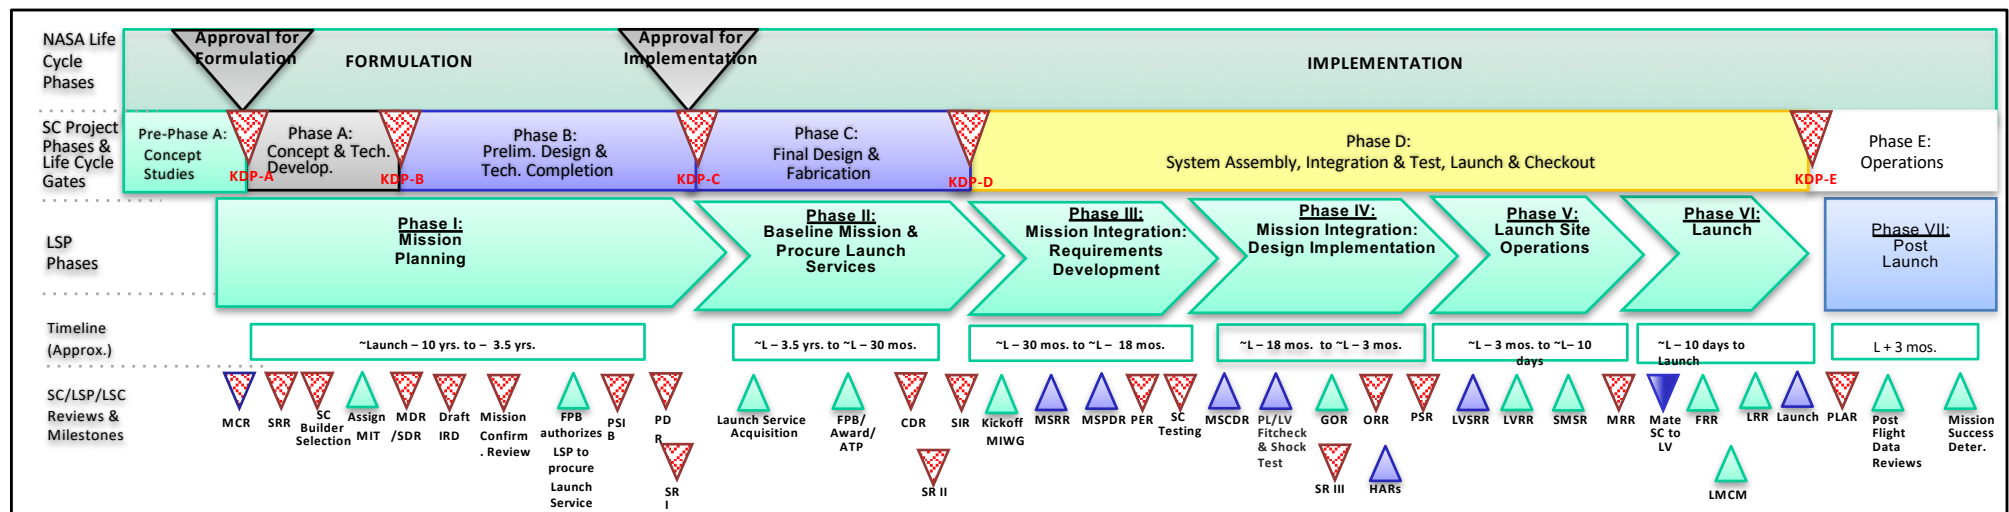 NASA Life
Cycle
Phases
Approval for
Formulation
FORMULATION
Approval for
Implementation
IMPLEMENTATION
SC Project
Phases &
Life Cycle
Gates
Pre-Phase A:
Concept
Studies
KDP-A
Phase A:
Concept & Tech.
Develop.
KDP-B
Phase B:
Prelim. Design &
Tech. Completion
KDP-C
Phase C:
Final Design &
Fabrication
KDP-D
Phase D:
System Assembly, Integration & Test, Launch & Checkout
KDP-E
Phase E:
Operations
LSP
Phases
Phase I:
Mission
Planning
Phase II:
Baseline Mission &
Procure Launch
Services
Phase III:
Mission Integration:
Requirements
Development
Phase IV:
Mission Integration:
Design Implementation
Phase V:
Launch Site
Operations
Phase VI:
Launch
Phase VII:
Post
Launch
Timeline
(Approx.)
~Launch – 10 yrs. to – 3.5 yrs.
~L – 3.5 yrs to ~L – 30 mos.
~L – 30 mos. to ~L – 18 mos.
~L – 18 mos. to ~L – 3 mos.
~L – 3 mos. to ~L– 10
days
~L – 10 days to
Launch
L + 3 mos.
SC/LSP/LSC
Reviews &
Milestones
MCR
SRR
SC
Builder
Selection
Assign
MIT
MDR
/SDR
Draft
IRD
Mission
Confirm
. Review
FPB
authorizes
LSP to
procure
Launch
Service
PSI
B
PD
R
SR
I
Launch Service
Acquisition
FPB/
Award/
ATP
CDR
SR II
SIR
Kickoff
MIWG
MSRR
MSPDR
PER
SC
Testing
MSCDR
PL/LV
Fitcheck
& Shock
Test
GOR
SR III
ORR
HARs
PSR
LVSRR
LVRR
SMSR
MRR
Mate
SC to
LV
FRR
LMCM
LRR
Launch
PLAR
Post
Flight
Data
Reviews
Mission
Success
Deter.